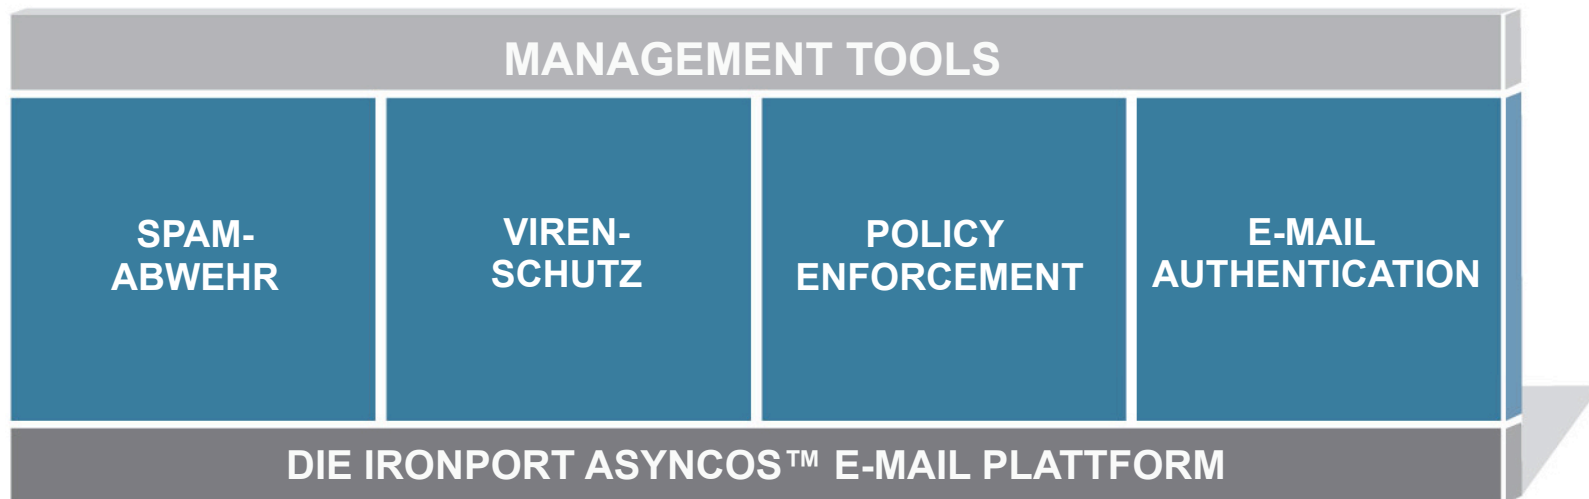 MANAGEMENT TOOLS
SPAM-
ABWEHR
VIREN-
SCHUTZ
POLICY
ENFORCEMENT
E-MAIL
AUTHENTICATION
DIE IRONPORT ASYNCOS™ E-MAIL PLATTFORM